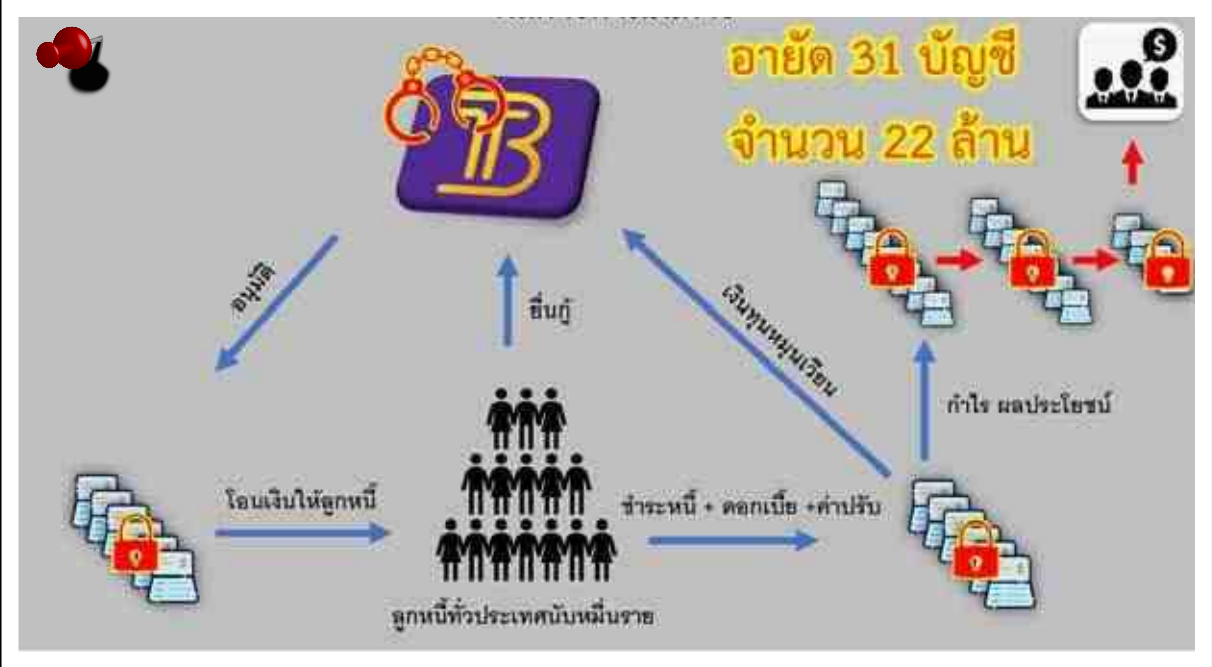 อายัด 31 บัญชี
จำนวน 22 ล้าน
อนุมัติ
ยื่นกู้
เงินทุนหมุนเวียน
กำไร ผลประโยชน์
โอนเงินให้ลูกหนี้
ชำระหนี้ + ดอกเบี้ย +ค่าปรับ
ลูกหนี้ทั่วประเทศนับหมื่นราย